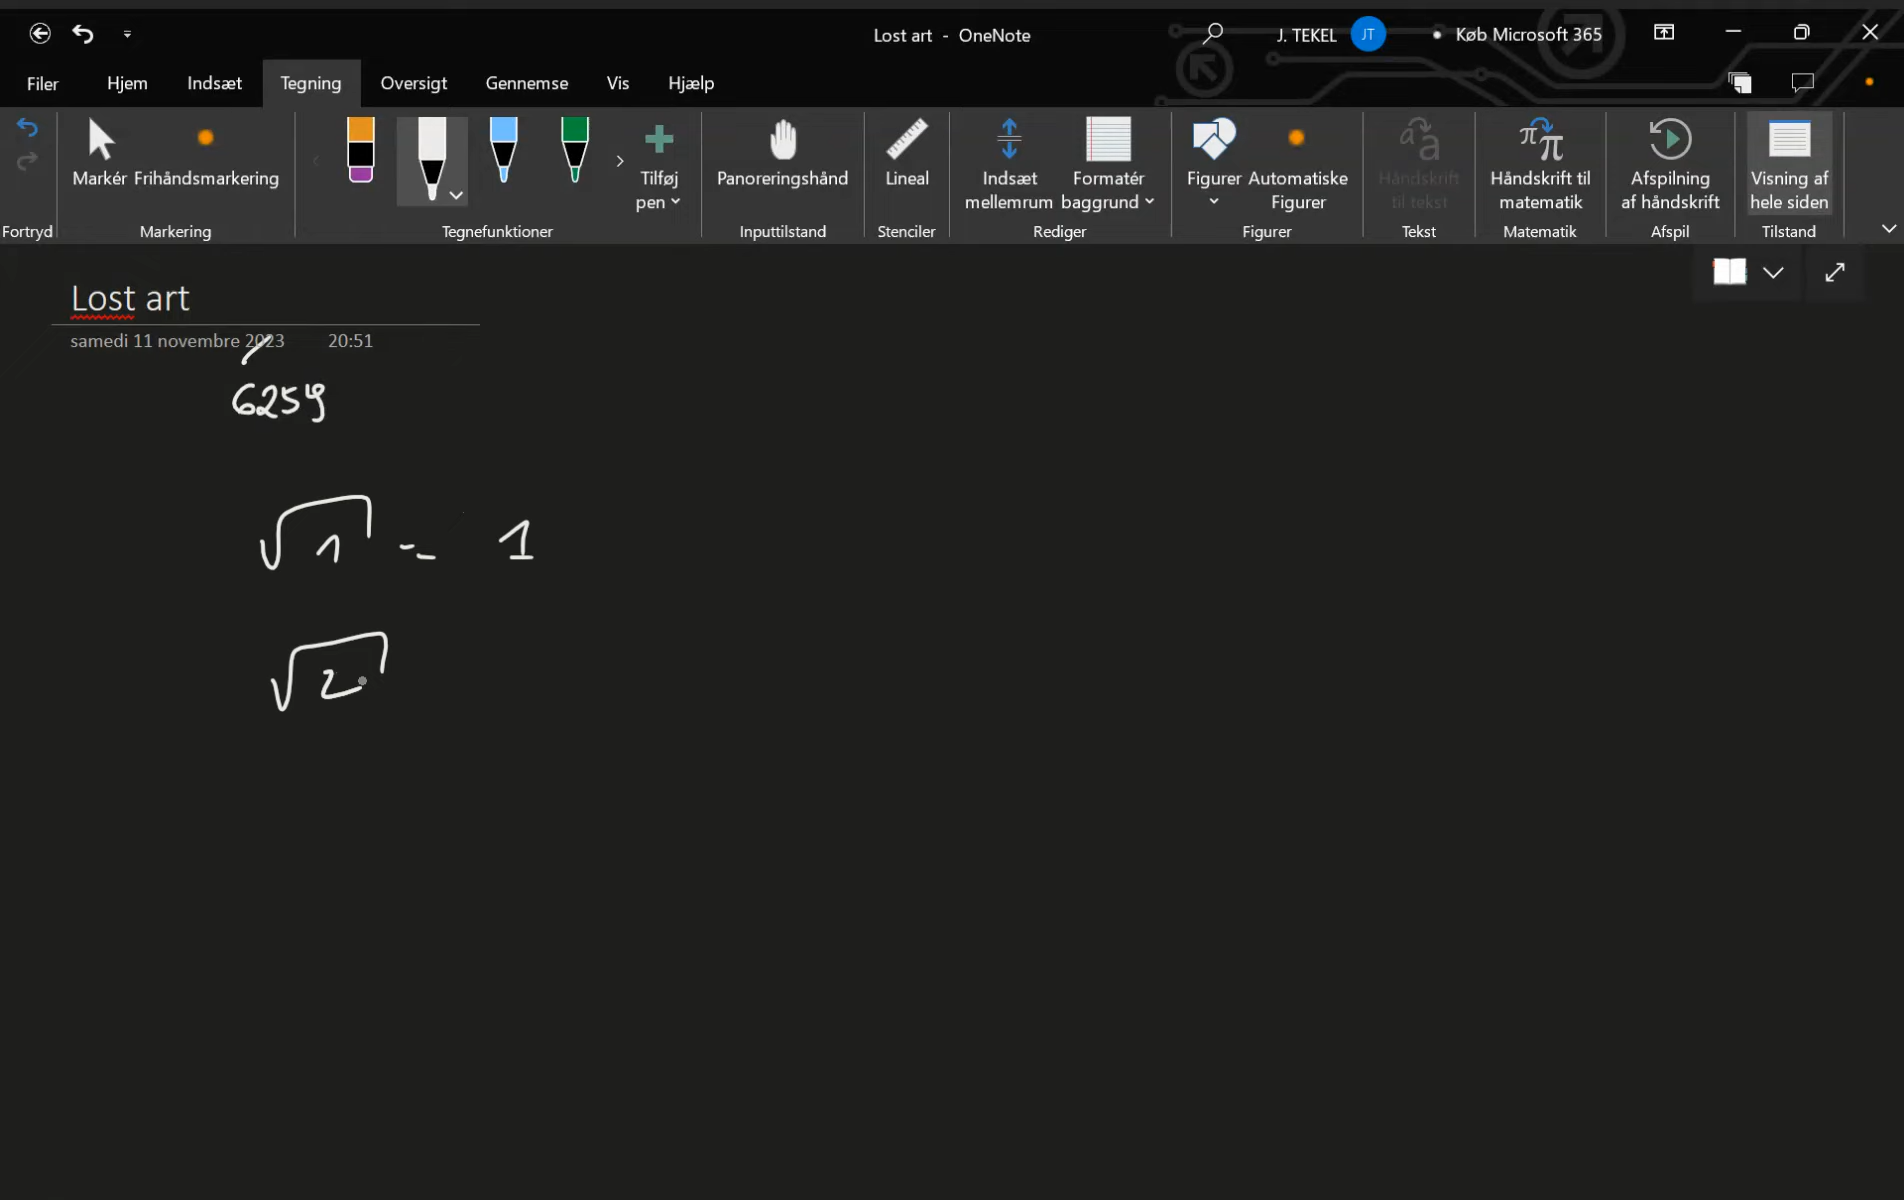 Lost art - OneNote
J. TEKEL
JT
Køb Microsoft 365
Filer
Hjem
Indsæt
Tegning
Oversigt
Gennemse
Vis
Hjælp
Fortryd
Markér
Frihåndsmarkering
Markering
Tilføj pen
Tegnefunktioner
Panoreringshånd
Inputtilstand
Lineal
Stenciler
Indsæt mellemrum
Formatér baggrund
Rediger
Figurer
Automatiske Figurer
Figurer
Håndskrift til tekst
Tekst
Håndskrift til matematik
Matematik
Afspilning af håndskrift
Afspil
Visning af hele siden
Tilstand
Lost art
samedi 11 novembre 2023 20:51
√1 = 1
√2